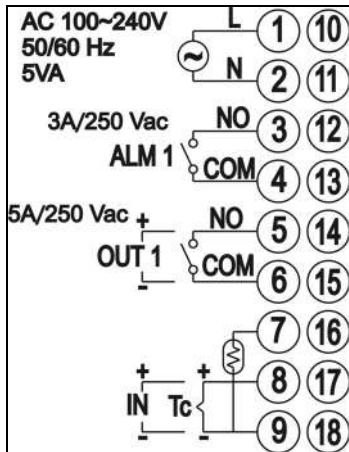 AC 100~240V L 1 10
50/60 Hz
5VA N 2 11
3A/250 Vac NO 3 12
ALM 1 COM 4 13
5A/250 Vac + NO 5 14
OUT 1 COM 6 15
-
7 16
+ + 8 17
IN Tc
- - 9 18